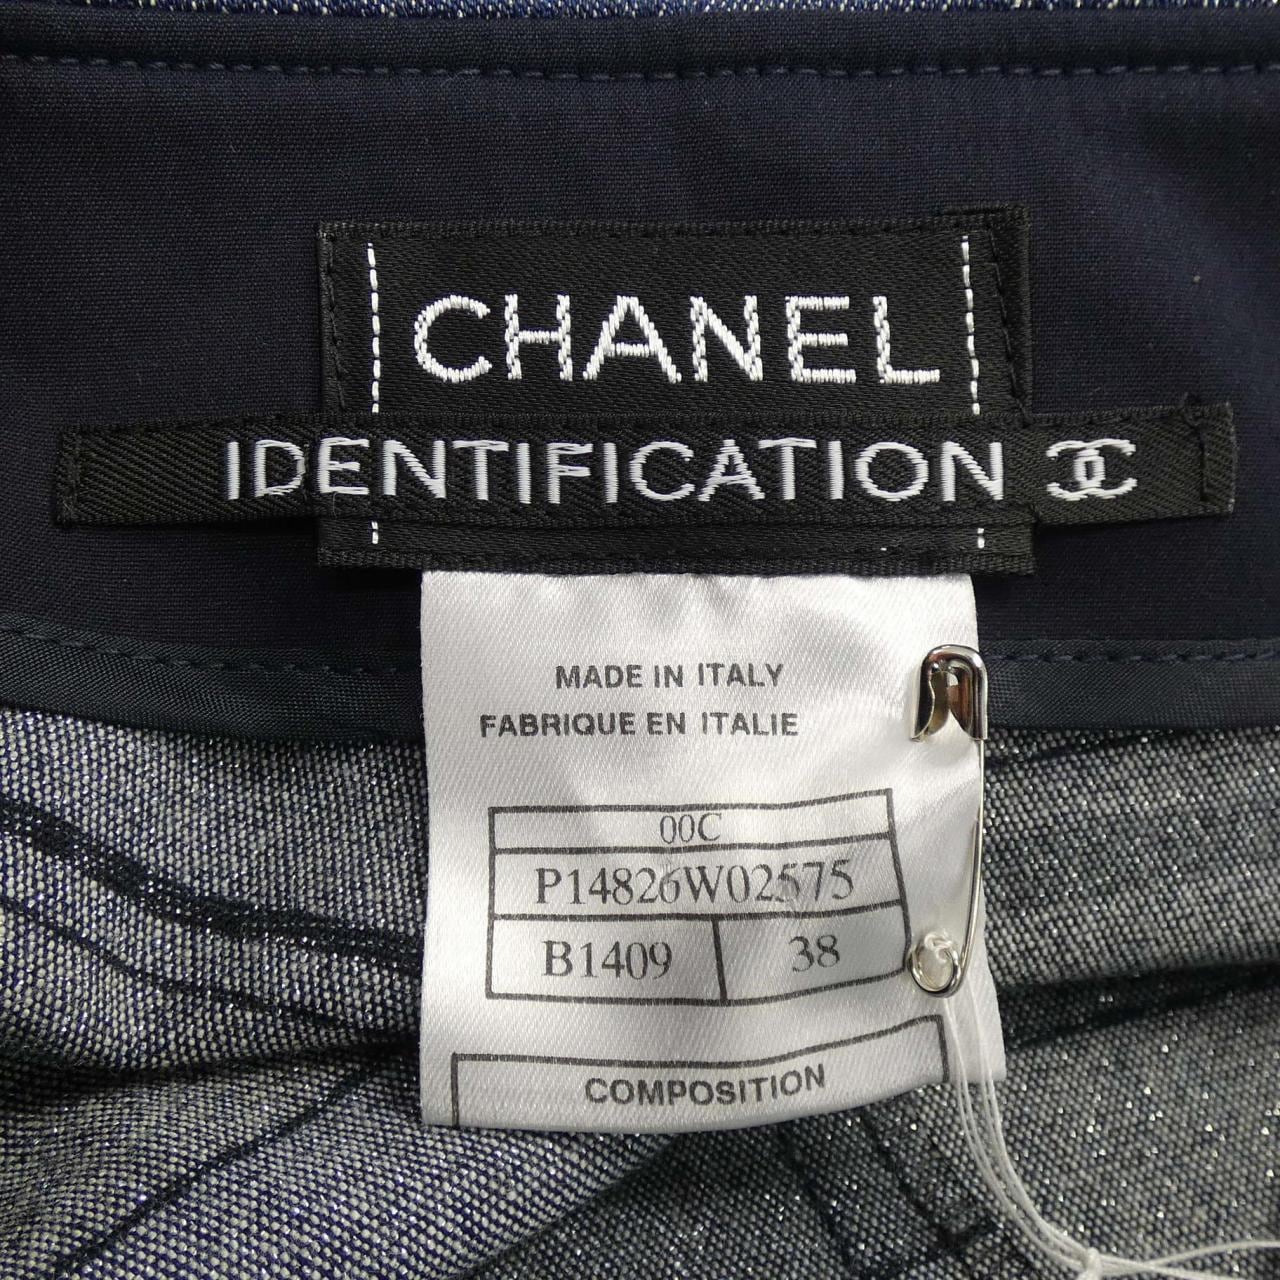 CHANEL
IDENTIFICATION
MADE IN ITALY
FABRIQUE EN ITALIE
00C
P14826W02575
B1409 38
COMPOSITION